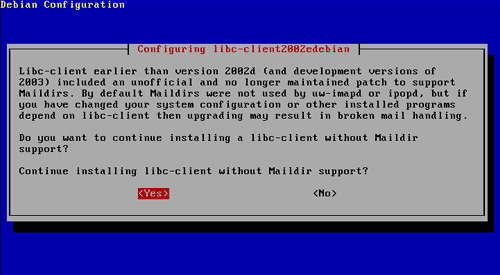 Debian Configuration
Configuring libc-client2002edebian
Libc-client earlier than version 2002d (and development versions of
2003) included an unofficial and no longer maintained patch to support
Maildirs. By default Maildirs were not used by uw-imapd or ipopd, but if
you have changed your system configuration or other installed programs
depend on libc-client then upgrading may result in broken mail handling.
Do you want to continue installing a libc-client without Maildir
support?
Continue installing libc-client without Maildir support?
<Yes> <No>